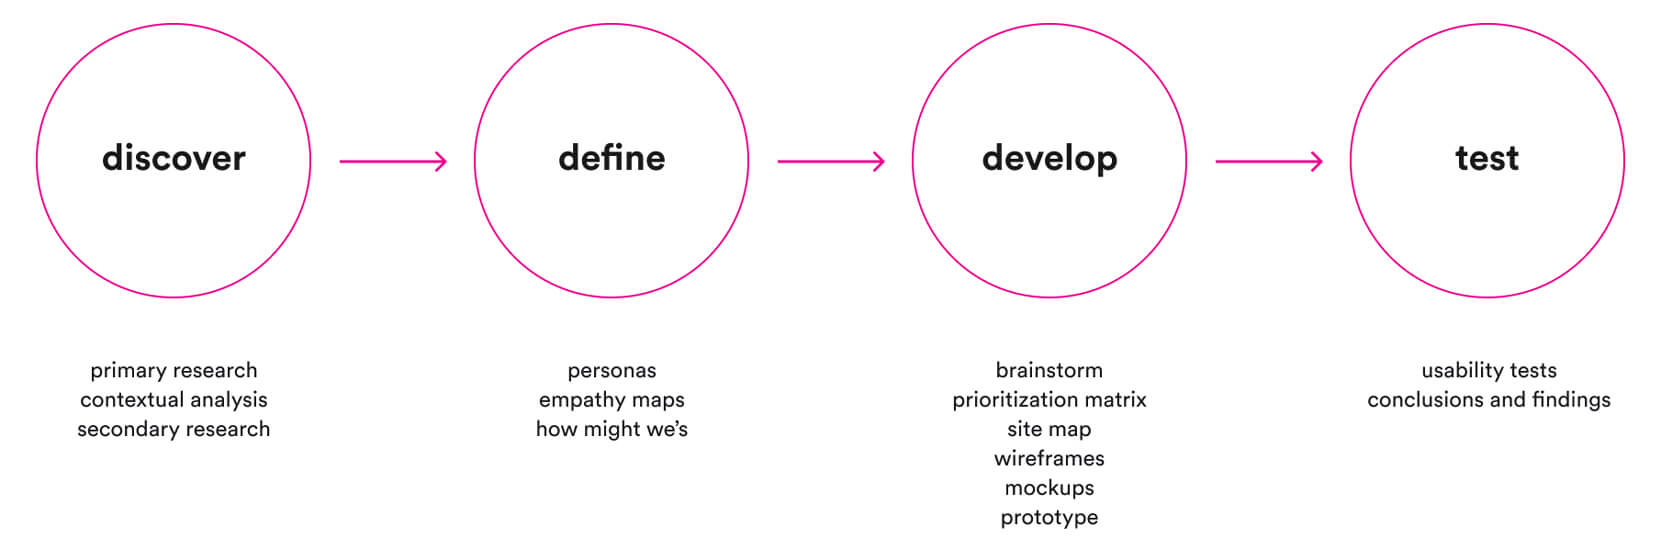 discover
define
develop
test
primary research
contextual analysis
secondary research
personas
empathy maps
how might we’s
brainstorm
prioritization matrix
site map
wireframes
mockups
prototype
usability tests
conclusions and findings